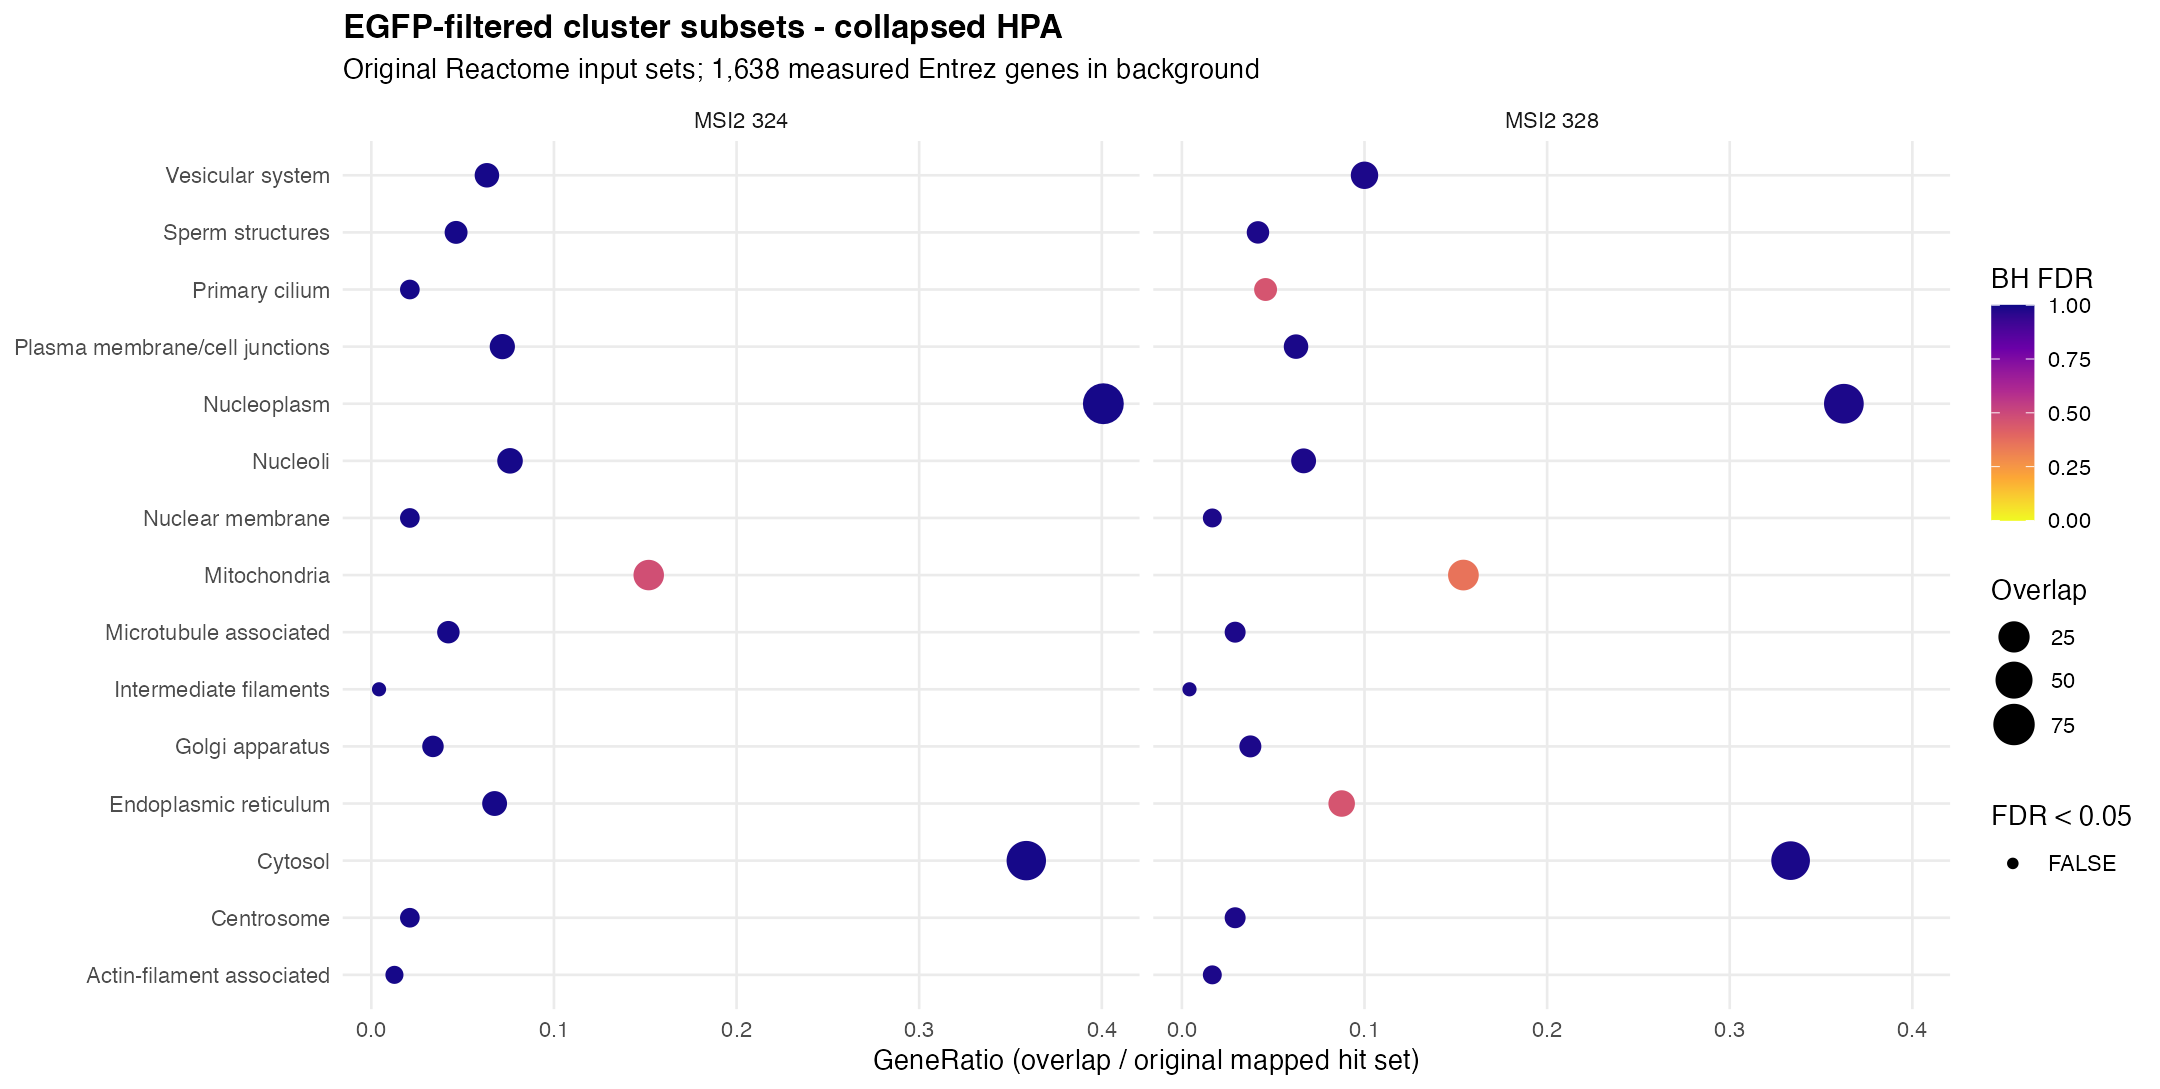 EGFP-filtered cluster subsets - collapsed HPA
Original Reactome input sets; 1,638 measured Entrez genes in background
MSI2 324
MSI2 328
Vesicular system
Sperm structures
Primary cilium
Plasma membrane/cell junctions
Nucleoplasm
Nucleoli
Nuclear membrane
Mitochondria
Microtubule associated
Intermediate filaments
Golgi apparatus
Endoplasmic reticulum
Cytosol
Centrosome
Actin-filament associated
0.0 0.1 0.2 0.3 0.4
0.0 0.1 0.2 0.3 0.4
GeneRatio (overlap / original mapped hit set)
BH FDR
1.00
0.75
0.50
0.25
0.00
Overlap
25
50
75
FDR < 0.05
FALSE